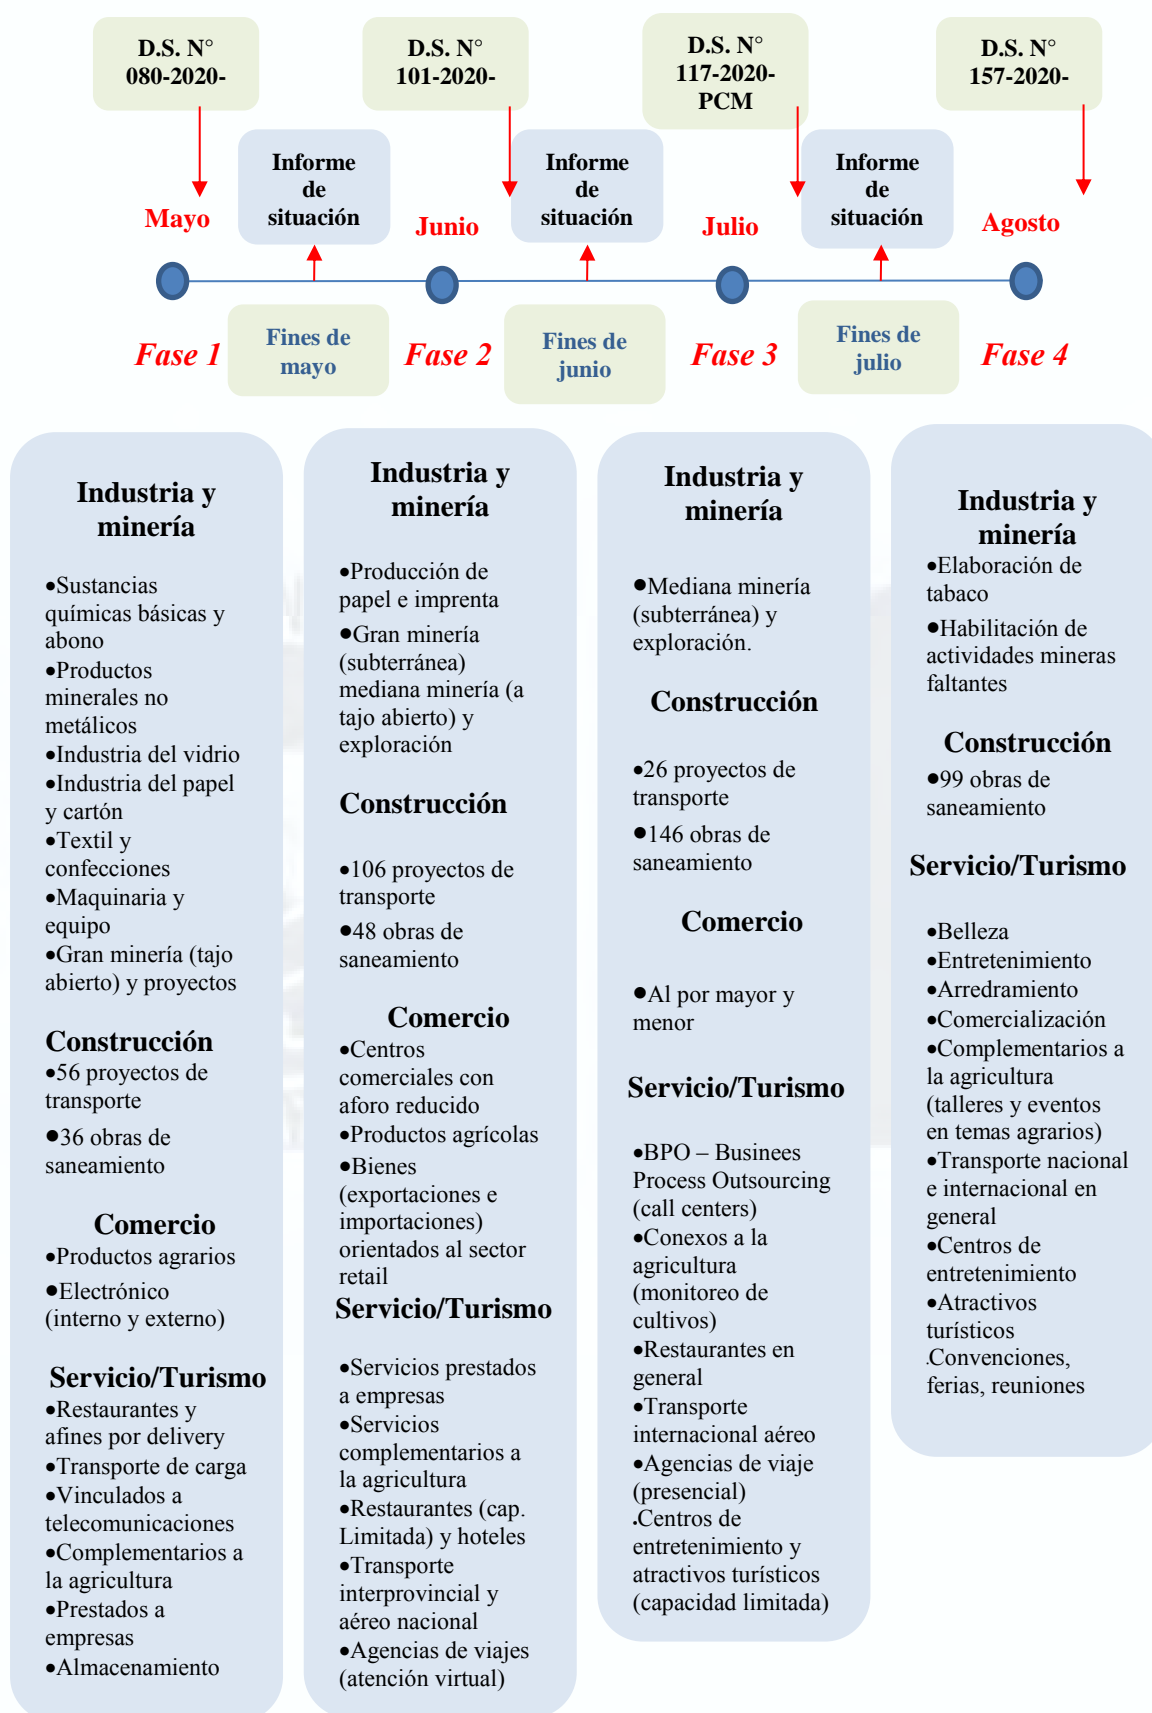 D.S. N°
080-2020-
D.S. N°
101-2020-
D.S. N°
117-2020-
PCM
D.S. N°
157-2020-
Informe
de
situación
Informe
de
situación
Informe
de
situación
Mayo
Junio
Julio
Agosto
Fase 1
Fines de
mayo
Fase 2
Fines de
junio
Fase 3
Fines de
julio
Fase 4
Industria y
minería
•Sustancias
químicas básicas y
abono
•Productos
minerales no
metálicos
•Industria del vidrio
•Industria del papel
y cartón
•Textil y
confecciones
•Maquinaria y
equipo
•Gran minería (tajo
abierto) y proyectos
Construcción
•56 proyectos de
transporte
•36 obras de
saneamiento
Comercio
•Productos agrarios
•Electrónico
(interno y externo)
Servicio/Turismo
•Restaurantes y
afines por delivery
•Transporte de carga
•Vinculados a
telecomunicaciones
•Complementarios a
la agricultura
•Prestados a
empresas
•Almacenamiento
Industria y
minería
•Producción de
papel e imprenta
•Gran minería
(subterránea)
mediana minería (a
tajo abierto) y
exploración
Construcción
•106 proyectos de
transporte
•48 obras de
saneamiento
Comercio
•Centros
comerciales con
aforo reducido
•Productos agrícolas
•Bienes
(exportaciones e
importaciones)
orientados al sector
retail
Servicio/Turismo
•Servicios prestados
a empresas
•Servicios
complementarios a
la agricultura
•Restaurantes (cap.
Limitada) y hoteles
•Transporte
interprovincial y
aéreo nacional
•Agencias de viajes
(atención virtual)
Industria y
minería
•Mediana minería
(subterránea) y
exploración.
Construcción
•26 proyectos de
transporte
•146 obras de
saneamiento
Comercio
•Al por mayor y
menor
Servicio/Turismo
•BPO – Businees
Process Outsourcing
(call centers)
•Conexos a la
agricultura
(monitoreo de
cultivos)
•Restaurantes en
general
•Transporte
internacional aéreo
•Agencias de viaje
(presencial)
.Centros de
entretenimiento y
atractivos turísticos
(capacidad limitada)
Industria y
minería
•Elaboración de
tabaco
•Habilitación de
actividades mineras
faltantes
Construcción
•99 obras de
saneamiento
Servicio/Turismo
•Belleza
•Entretenimiento
•Arredramiento
•Comercialización
•Complementarios a
la agricultura
(talleres y eventos
en temas agrarios)
•Transporte nacional
e internacional en
general
•Centros de
entretenimiento
•Atractivos
turísticos
.Convenciones,
ferias, reuniones